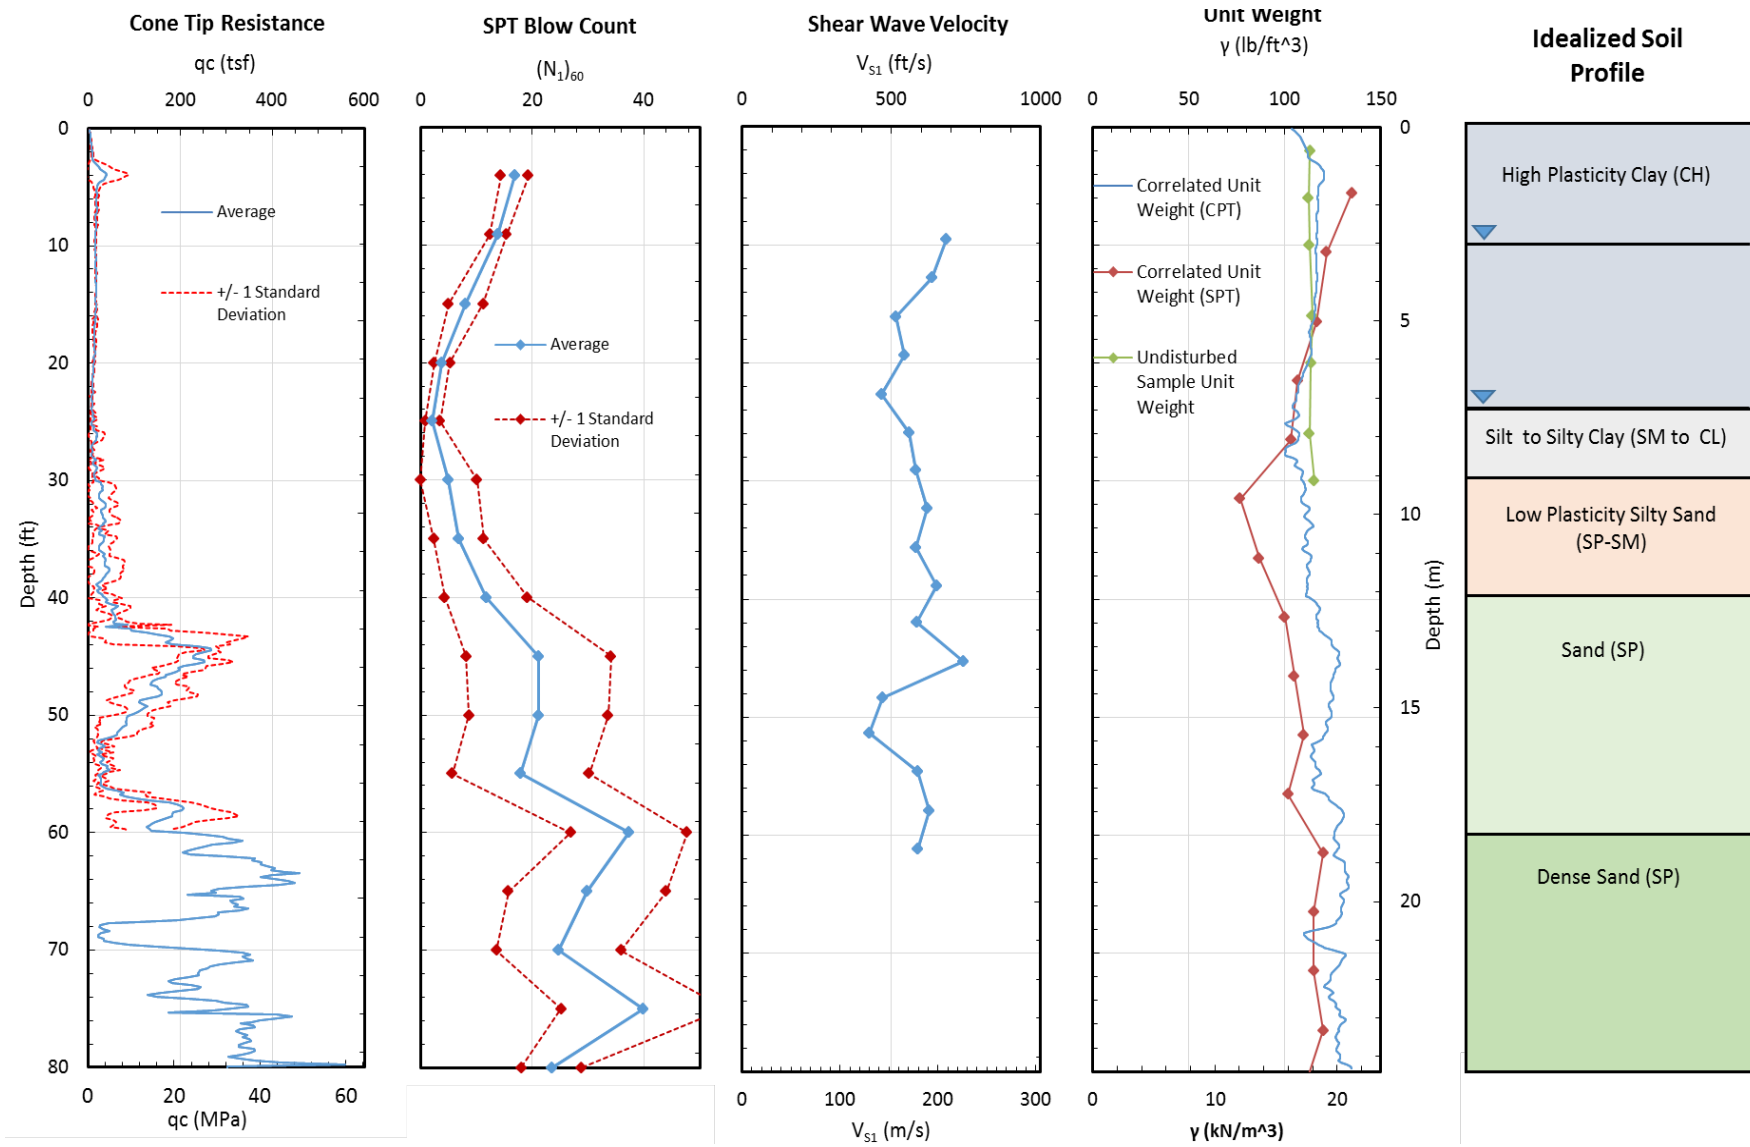 Cone Tip Resistance
qc (tsf)
0 200 400 600
SPT Blow Count
(N1)60
0 20 40
Shear Wave Velocity
VS1 (ft/s)
0 500 1000
Unit Weight
γ (lb/ft^3)
0 50 100 150
Idealized Soil
Profile
Depth (ft)
0
10
20
30
40
50
60
70
80
Average
+/- 1 Standard
Deviation
0 20 40 60
qc (MPa)
Average
+/- 1 Standard
Deviation
0 100 200 300
VS1 (m/s)
Correlated Unit
Weight (CPT)
Correlated Unit
Weight (SPT)
Undisturbed
Sample Unit
Weight
0 10 20
γ (kN/m^3)
0
5
10
15
20
Depth (m)
High Plasticity Clay (CH)
Silt to Silty Clay (SM to CL)
Low Plasticity Silty Sand
(SP-SM)
Sand (SP)
Dense Sand (SP)